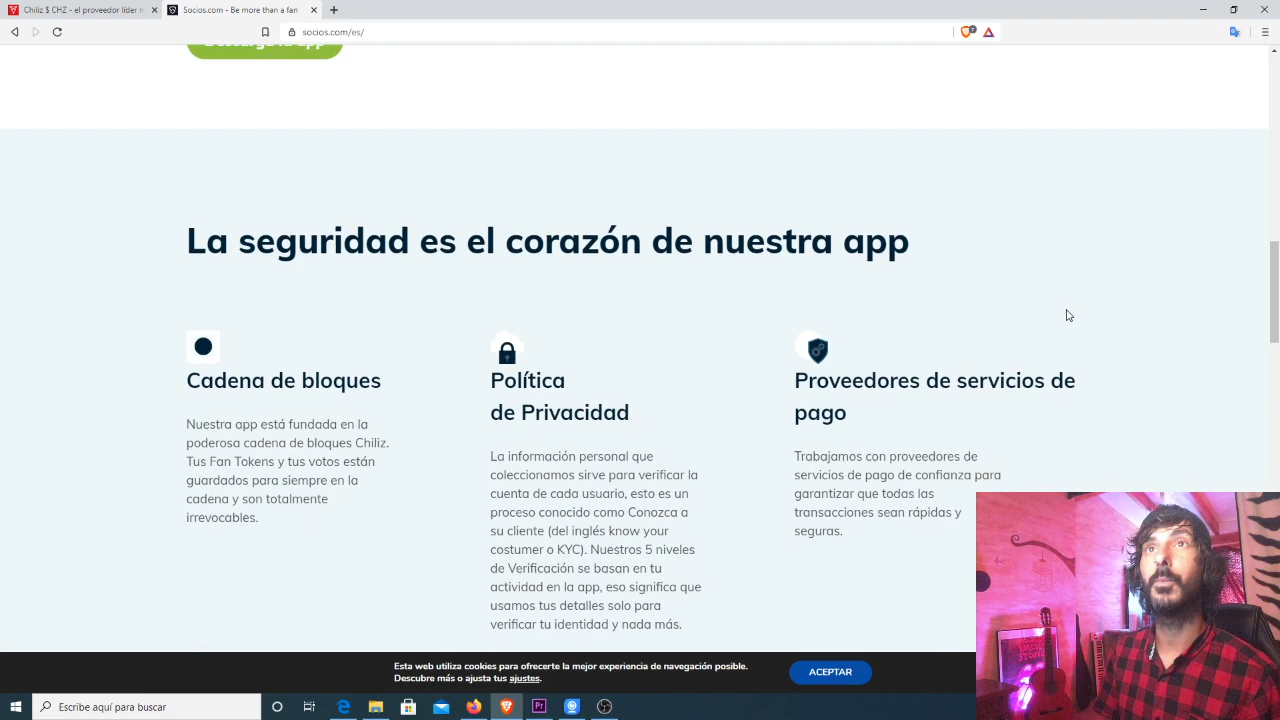 Chiliz $ CHZ - el proveedor líder n
Socios.com - Be more than a fan
socios.com/es/
Descarga la app
La seguridad es el corazón de nuestra app
Cadena de bloques
Nuestra app está fundada en la
poderosa cadena de bloques Chiliz.
Tus Fan Tokens y tus votos están
guardados para siempre en la
cadena y son totalmente
irrevocables.
Política
de Privacidad
La información personal que
coleccionamos sirve para verificar la
cuenta de cada usuario, esto es un
proceso conocido como Conozca a
su cliente (del inglés know your
costumer o KYC). Nuestros 5 niveles
de Verificación se basan en tu
actividad en la app, eso significa que
usamos tus detalles solo para
verificar tu identidad y nada más.
Proveedores de servicios de
pago
Trabajamos con proveedores de
servicios de pago de confianza para
garantizar que todas las
transacciones sean rápidas y
seguras.
Esta web utiliza cookies para ofrecerte la mejor experiencia de navegación posible.
Descubre más o ajusta tus ajustes.
ACEPTAR
Escribe aquí para buscar
Pr